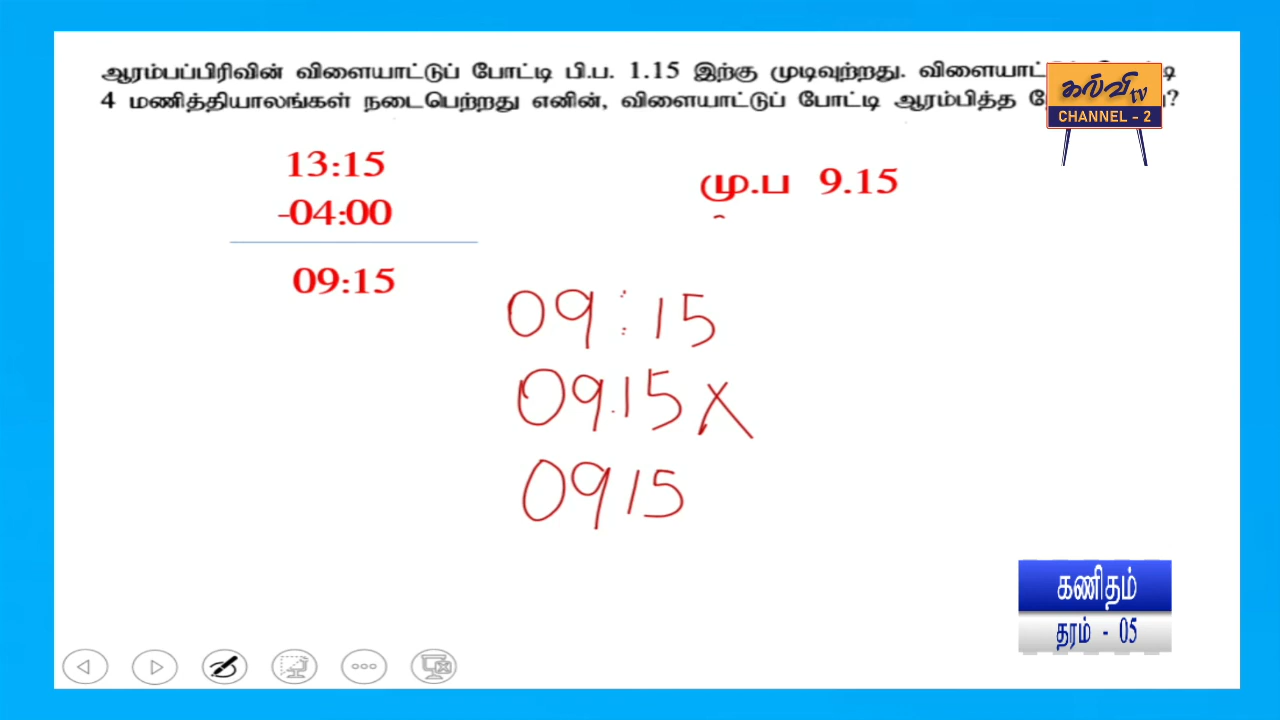 ஆரம்பப்பிரிவின் விளையாட்டுப் போட்டி பி.ப. 1.15 இற்கு முடிவுற்றது.
4 மணித்தியாலங்கள் நடைபெற்றது எனின், விளையாட்டுப் போட்டி ஆரம்பித்த
கல்வி tv
CHANNEL - 2
13:15
-04:00
09:15
மு.ப 9.15
09:15
09.15 X
0915
கணிதம்
தரம் - 05